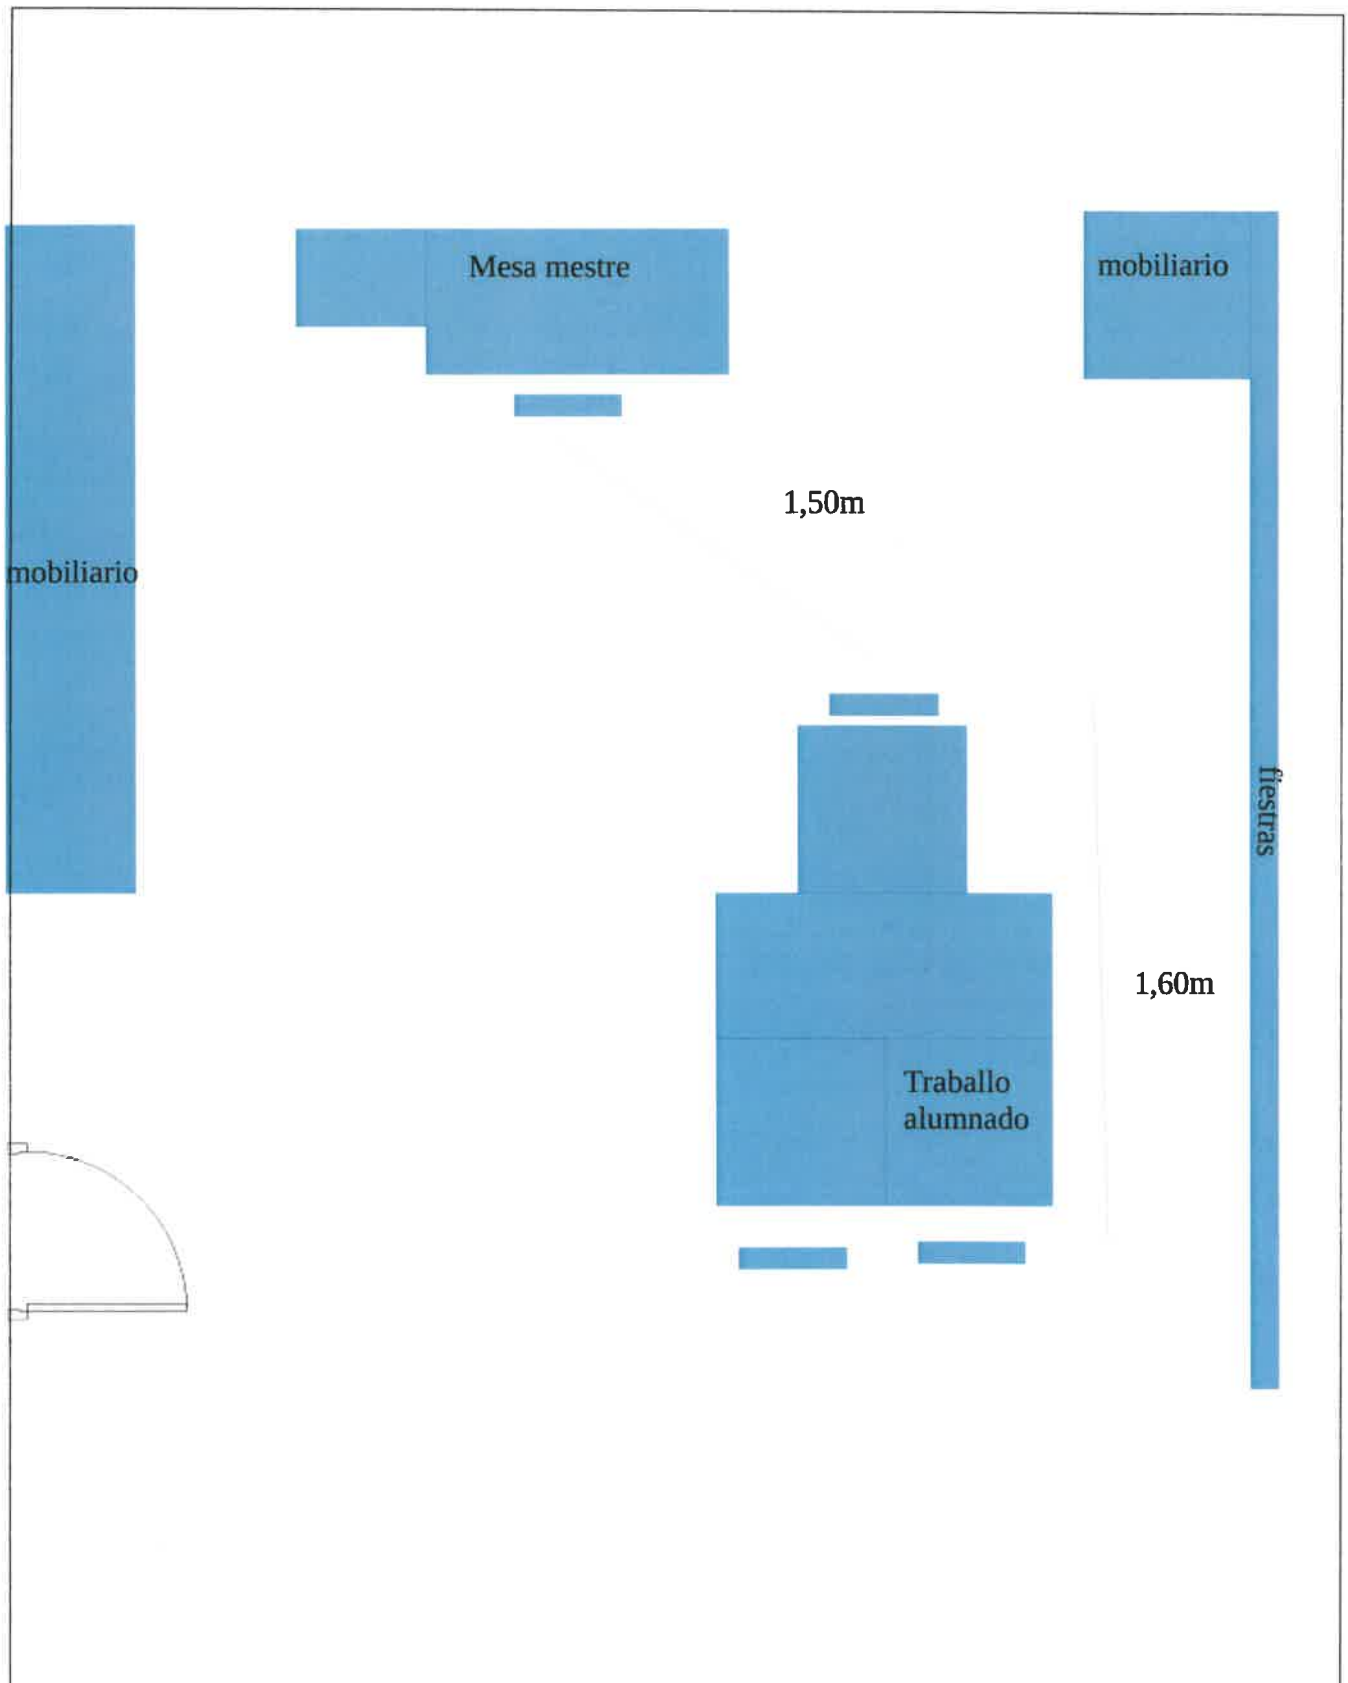 Mesa mestre
mobiliario
1,50m
mobiliario
fiestras
1,60m
Traballo
alumnado